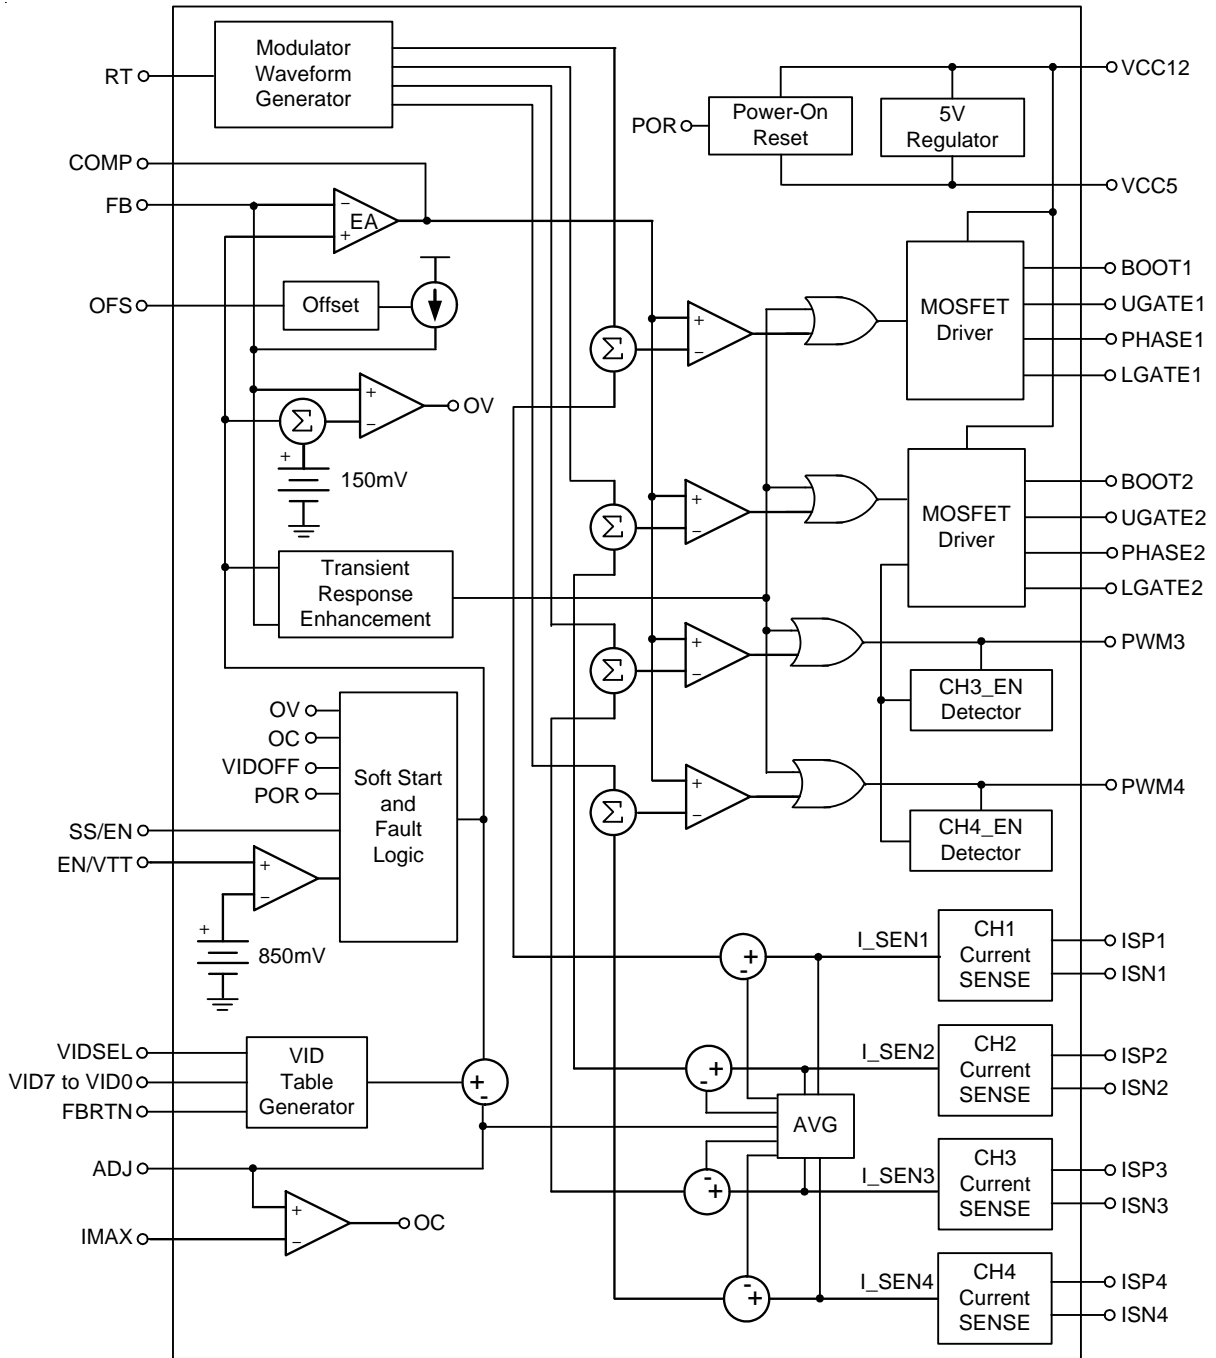 Modulator
Waveform
Generator
RT
VCC12
POR
Power-On
Reset
5V
Regulator
COMP
VCC5
FB
−
EA
+
MOSFET
Driver
BOOT1
UGATE1
PHASE1
LGATE1
OFS
Offset
+
−
Σ
+
−
OV
Σ
+
150mV
MOSFET
Driver
BOOT2
UGATE2
PHASE2
LGATE2
+
−
Σ
Transient
Response
Enhancement
PWM3
+
−
Σ
CH3_EN
Detector
OV
OC
VIDOFF
POR
Soft Start
and
Fault
Logic
SS/EN
EN/VTT
+
−
+
850mV
PWM4
+
−
Σ
CH4_EN
Detector
I_SEN1
+
-
CH1
Current
SENSE
ISP1
ISN1
VIDSEL
VID7 to VID0
FBRTN
VID
Table
Generator
+
-
I_SEN2
+
-
CH2
Current
SENSE
ISP2
ISN2
AVG
ADJ
IMAX
+
−
OC
I_SEN3
-
+
CH3
Current
SENSE
ISP3
ISN3
I_SEN4
-
+
CH4
Current
SENSE
ISP4
ISN4